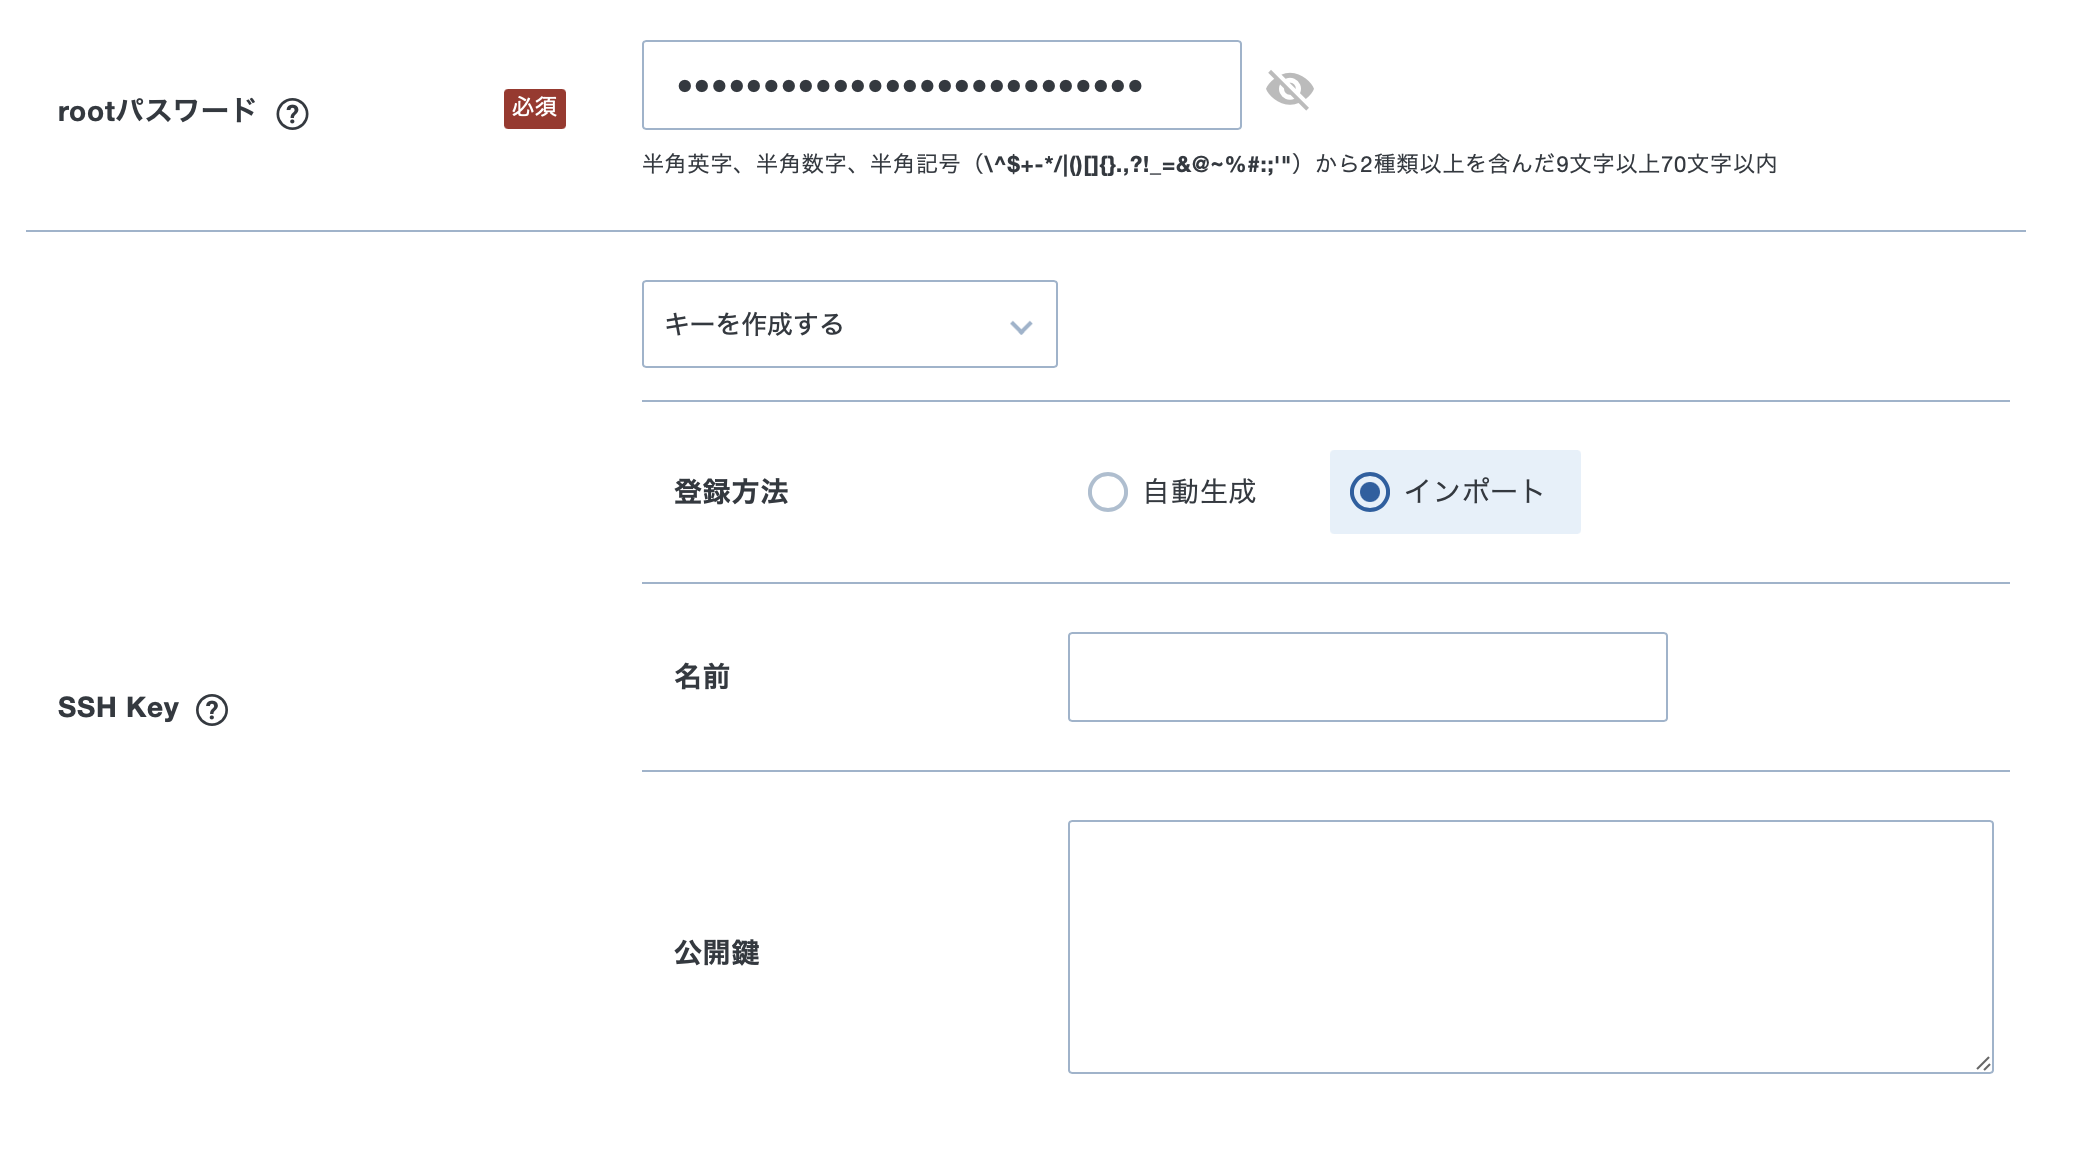 rootパスワード
必須
•••••••••••••••••••••••••••
半角英字、半角数字、半角記号（\^$+-*/|()[]{}.,?!_=&@~%#:;'"）から2種類以上を含んだ9文字以上70文字以内
キーを作成する
登録方法
自動生成
インポート
SSH Key
名前
公開鍵